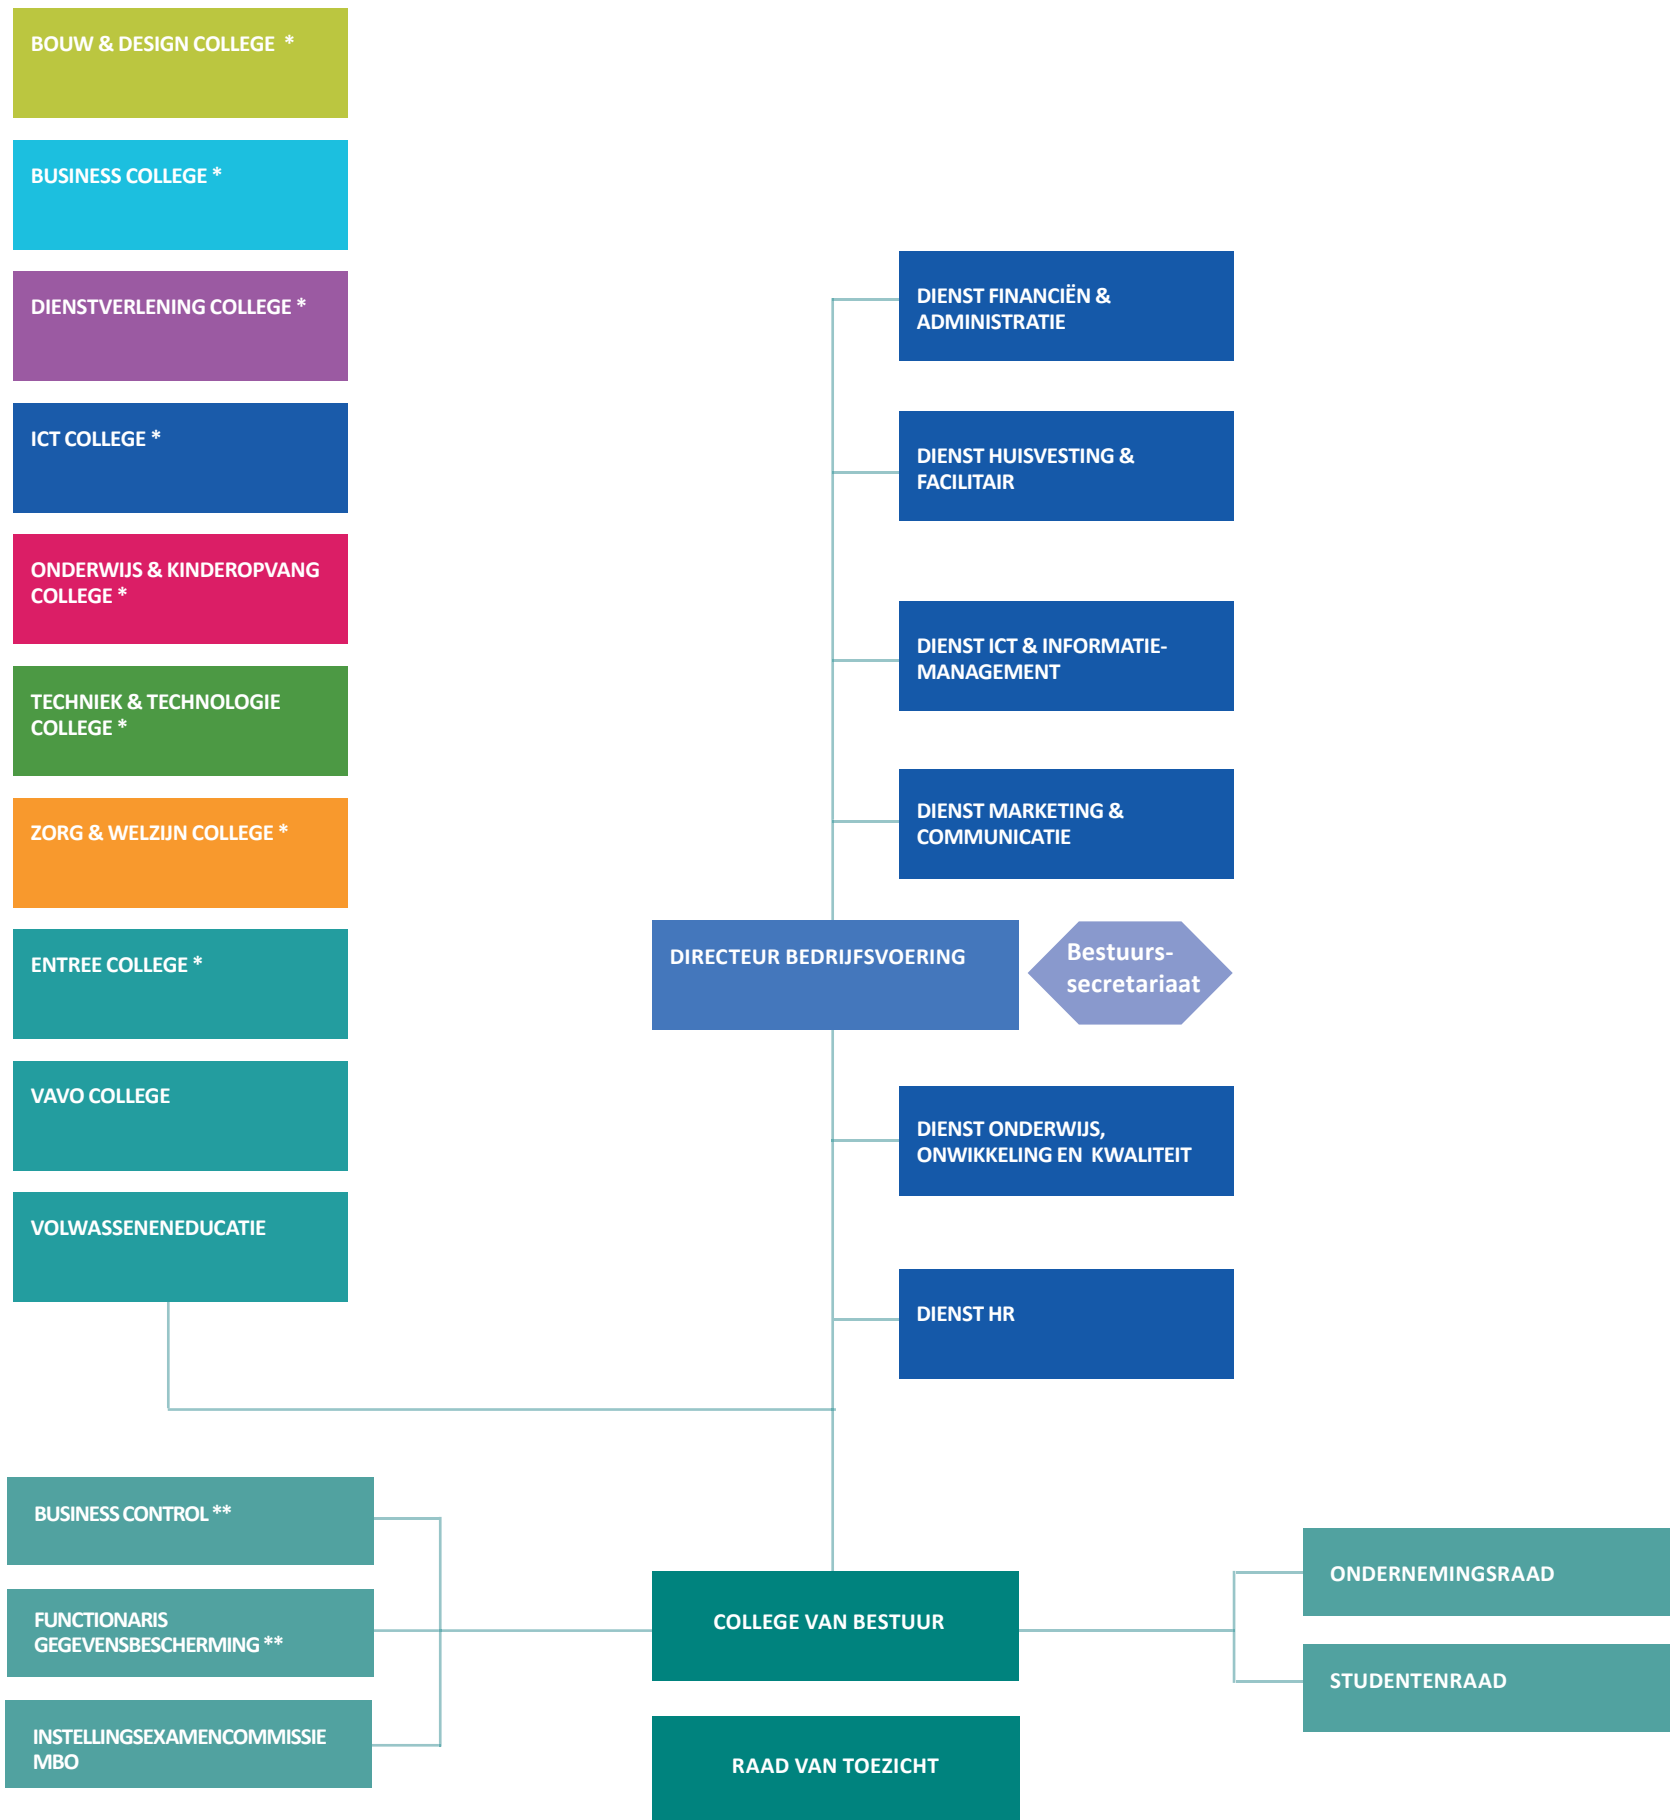 BOUW & DESIGN COLLEGE *
BUSINESS COLLEGE *
DIENSTVERLENING COLLEGE *
ICT COLLEGE *
ONDERWIJS & KINDEROPVANG
COLLEGE *
TECHNIEK & TECHNOLOGIE
COLLEGE *
ZORG & WELZIJN COLLEGE *
ENTREE COLLEGE *
VAVO COLLEGE
VOLWASSENENEDUCATIE
DIENST FINANCIËN &
ADMINISTRATIE
DIENST HUISVESTING &
FACILITAIR
DIENST ICT & INFORMATIE-
MANAGEMENT
DIENST MARKETING &
COMMUNICATIE
DIRECTEUR BEDRIJFSVOERING
Bestuurs-
secretariaat
DIENST ONDERWIJS,
ONWIKKELING EN KWALITEIT
DIENST HR
BUSINESS CONTROL **
FUNCTIONARIS
GEGEVENSBESCHERMING **
INSTELLINGSEXAMENCOMMISSIE
MBO
COLLEGE VAN BESTUUR
RAAD VAN TOEZICHT
ONDERNEMINGSRAAD
STUDENTENRAAD